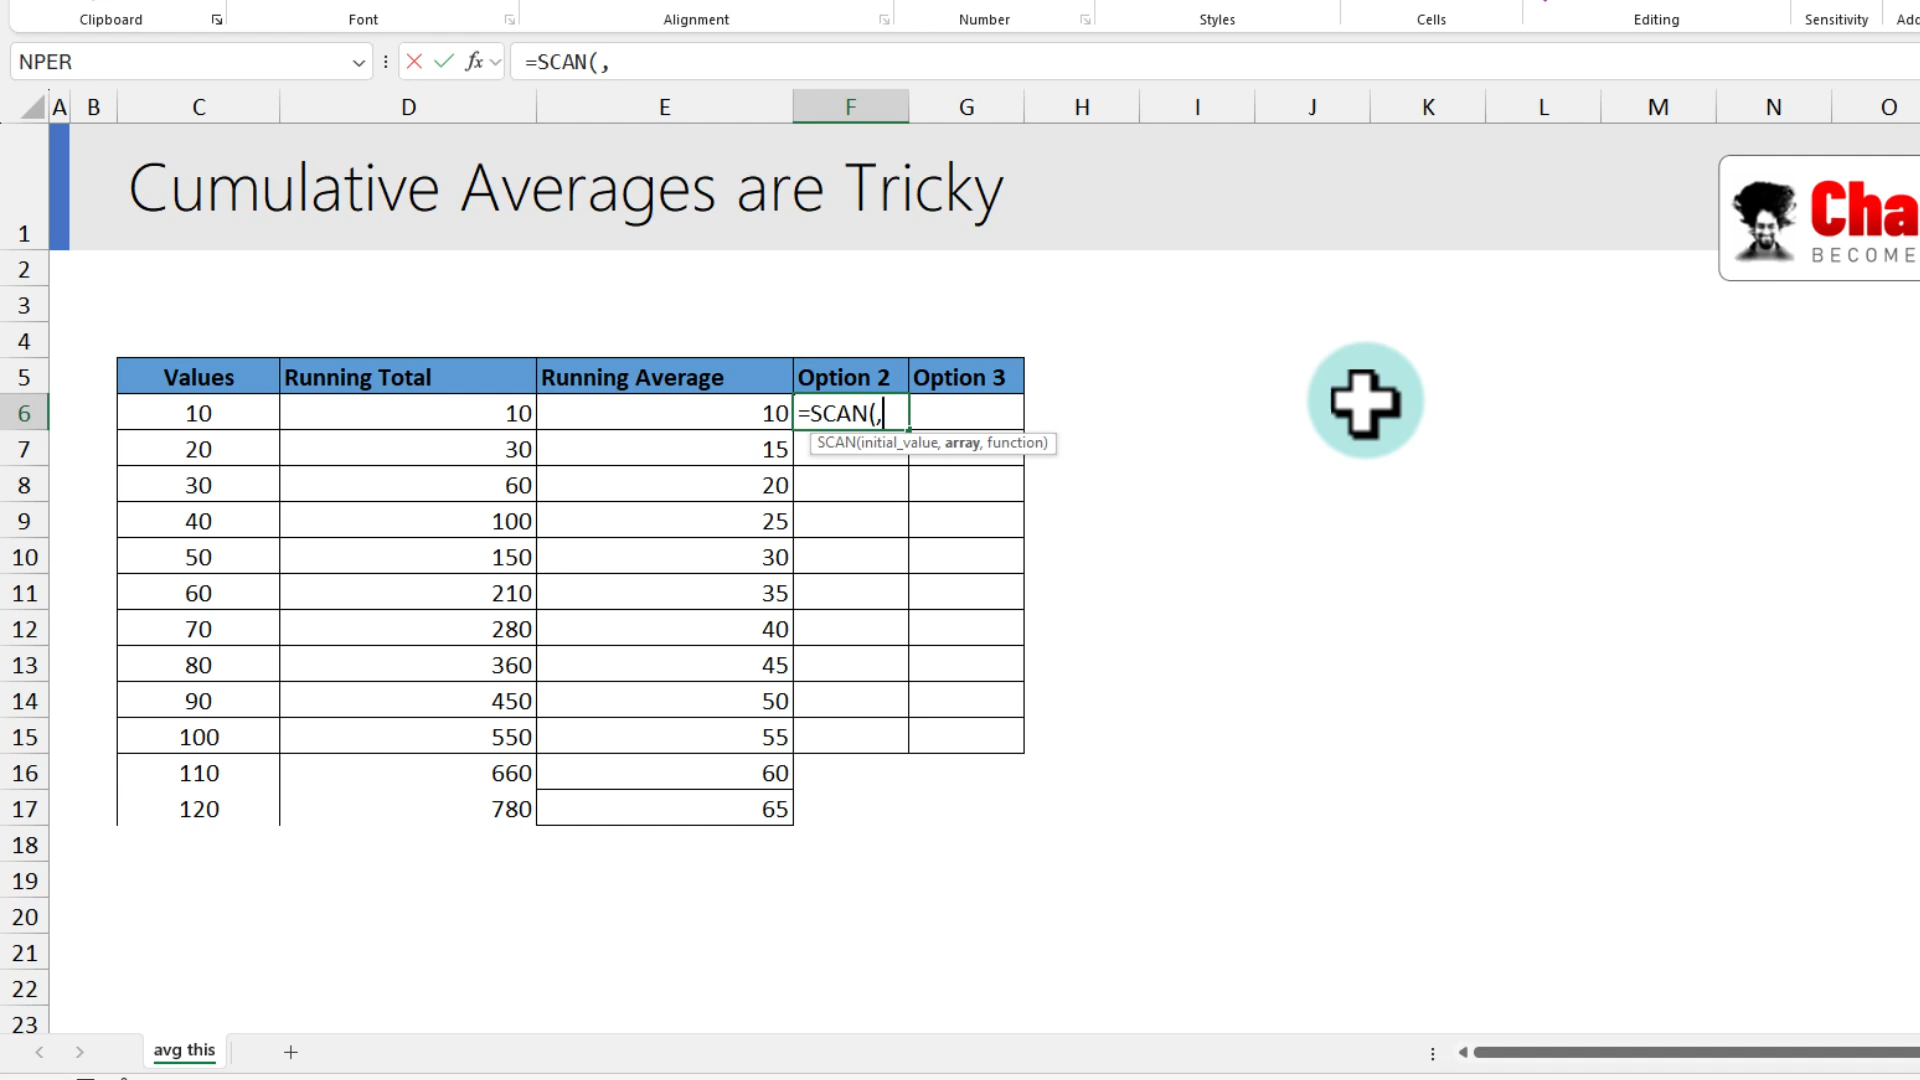 Clipboard Font Alignment Number Styles Cells Editing Sensitivity
NPER fx =SCAN(,
A B C D E F G H I J K L M N O
1 Cumulative Averages are Tricky
Cha
BECOME
2
3
4
5 Values Running Total Running Average Option 2 Option 3
6 10 10 10 =SCAN(,
SCAN(initial_value, array, function)
7 20 30 15
8 30 60 20
9 40 100 25
10 50 150 30
11 60 210 35
12 70 280 40
13 80 360 45
14 90 450 50
15 100 550 55
16 110 660 60
17 120 780 65
18
19
20
21
22
23
avg this